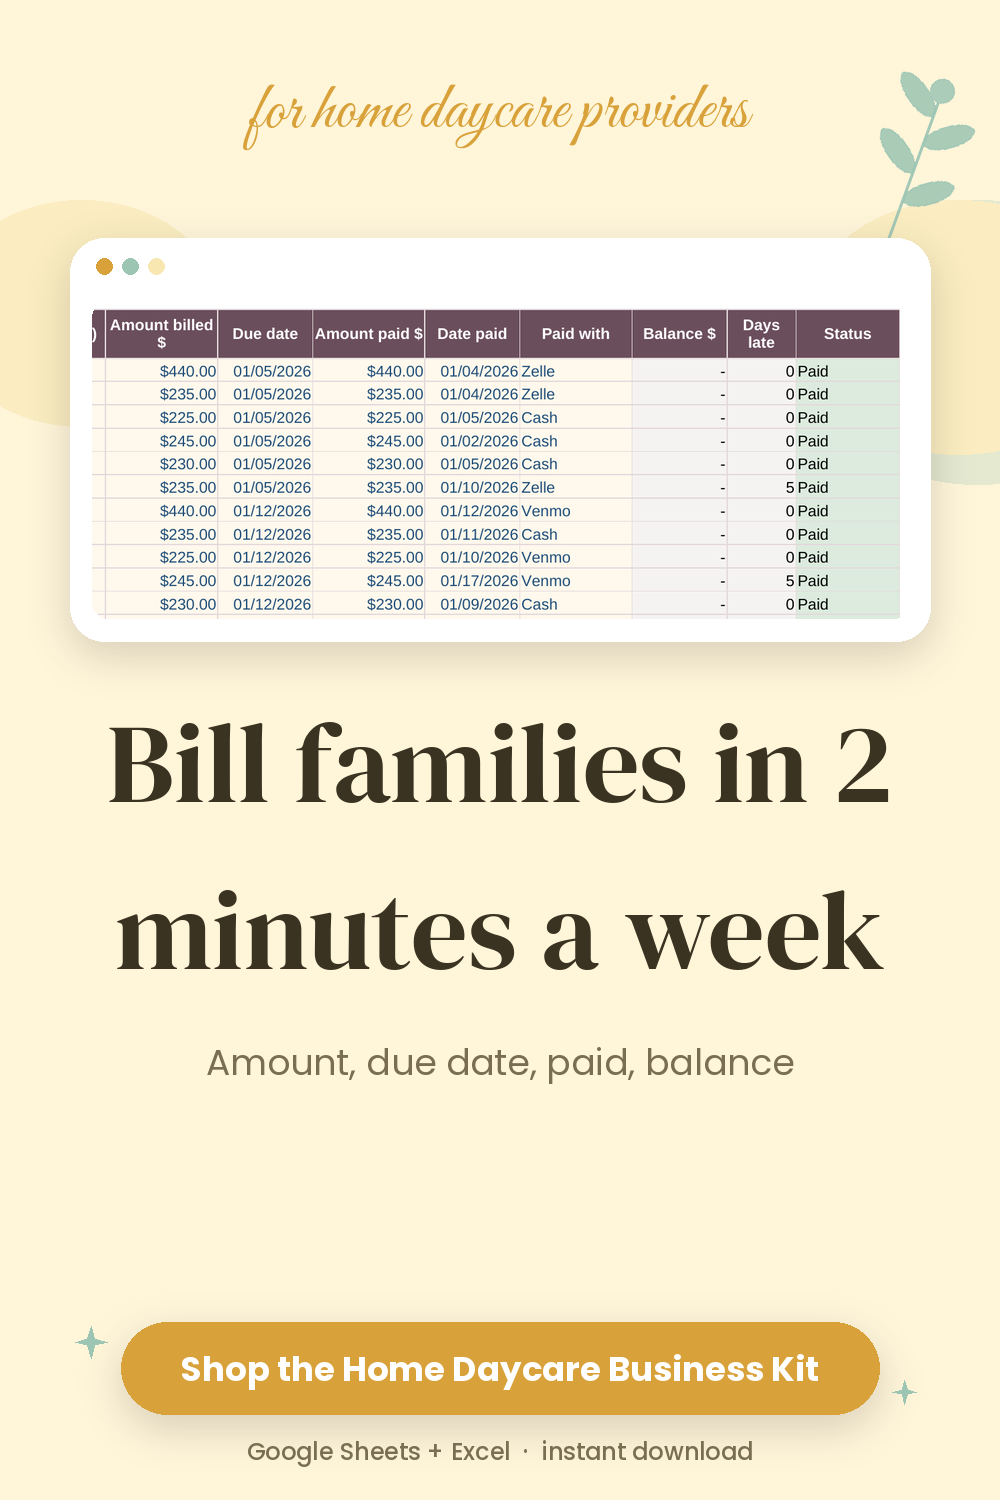 for home daycare providers
) Amount billed $ Due date Amount paid $ Date paid Paid with Balance $ Days late Status
$440.00 01/05/2026 $440.00 01/04/2026 Zelle - 0 Paid
$235.00 01/05/2026 $235.00 01/04/2026 Zelle - 0 Paid
$225.00 01/05/2026 $225.00 01/05/2026 Cash - 0 Paid
$245.00 01/05/2026 $245.00 01/02/2026 Cash - 0 Paid
$230.00 01/05/2026 $230.00 01/05/2026 Cash - 0 Paid
$235.00 01/05/2026 $235.00 01/10/2026 Zelle - 5 Paid
$440.00 01/12/2026 $440.00 01/12/2026 Venmo - 0 Paid
$235.00 01/12/2026 $235.00 01/11/2026 Cash - 0 Paid
$225.00 01/12/2026 $225.00 01/10/2026 Venmo - 0 Paid
$245.00 01/12/2026 $245.00 01/17/2026 Venmo - 5 Paid
$230.00 01/12/2026 $230.00 01/09/2026 Cash - 0 Paid
Bill families in 2
minutes a week
Amount, due date, paid, balance
Shop the Home Daycare Business Kit
Google Sheets + Excel · instant download